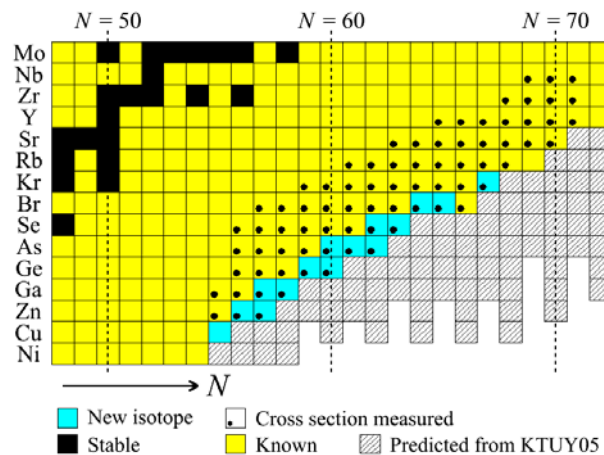 N = 50 N = 60 N = 70
Mo
Nb
Zr
Y
Sr
Rb
Kr
Br
Se
As
Ge
Ga
Zn
Cu
Ni
N
New isotope Cross section measured
Stable Known Predicted from KTUY05